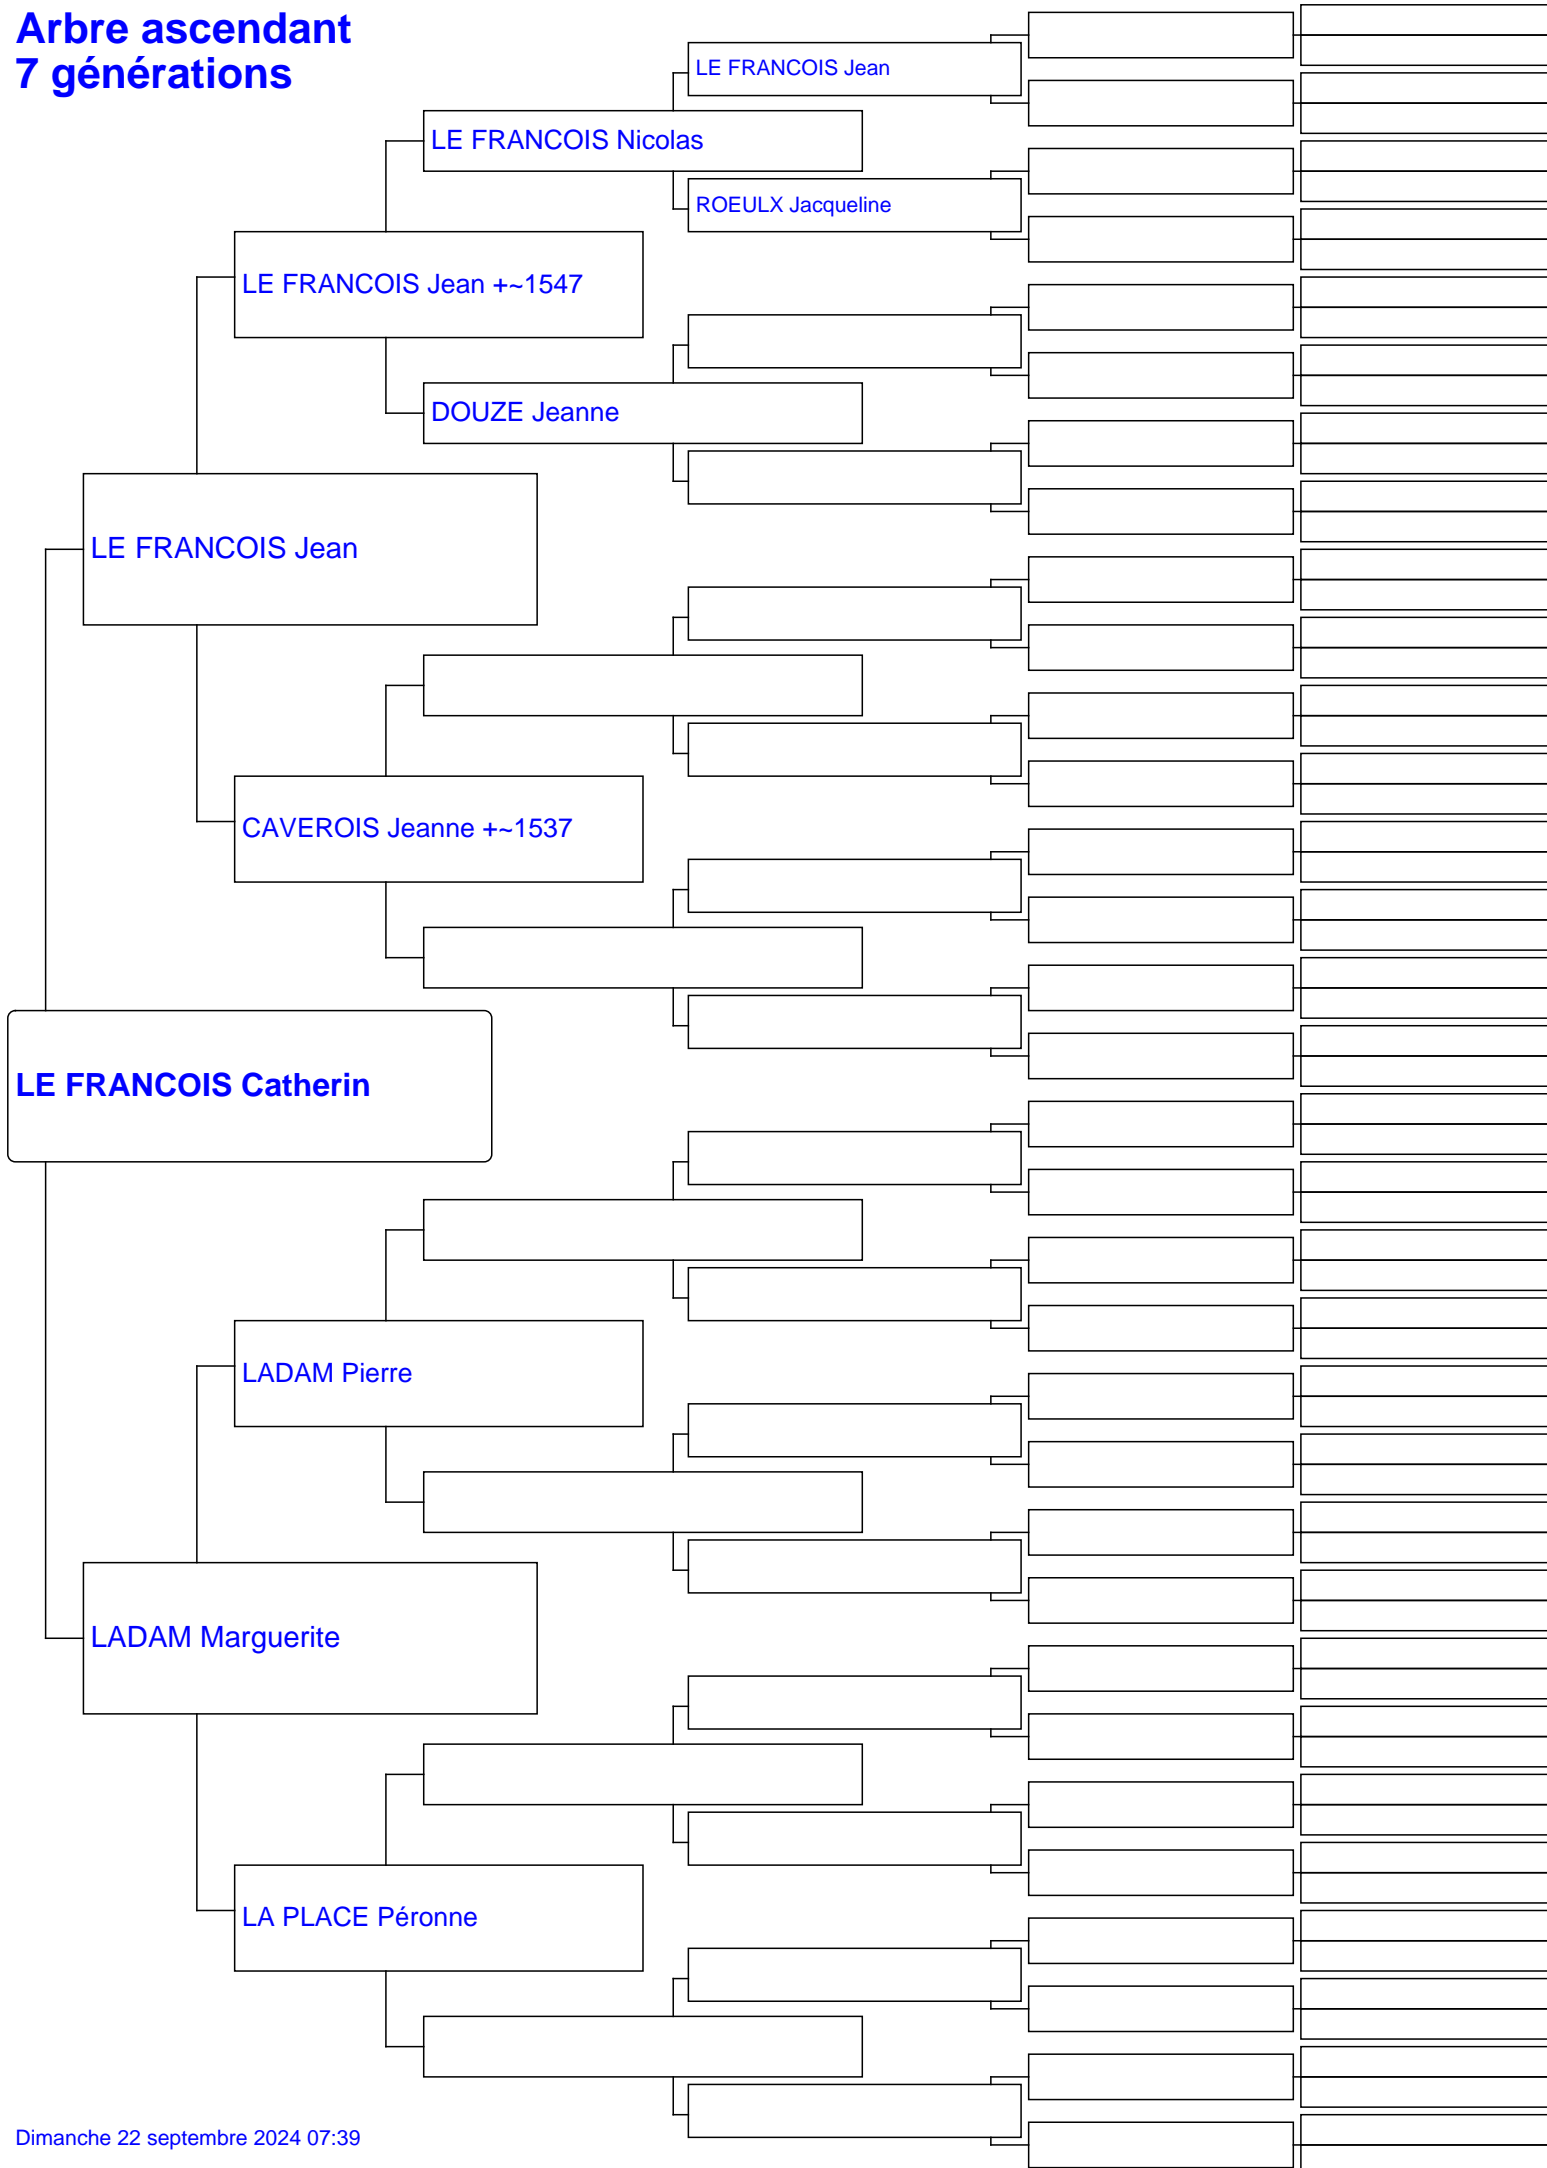 Arbre ascendant
7 générations
LE FRANCOIS Jean
LE FRANCOIS Nicolas
ROEULX Jacqueline
LE FRANCOIS Jean +~1547
DOUZE Jeanne
LE FRANCOIS Jean
CAVEROIS Jeanne +~1537
LE FRANCOIS Catherin
LADAM Pierre
LADAM Marguerite
LA PLACE Péronne
Dimanche 22 septembre 2024 07:39